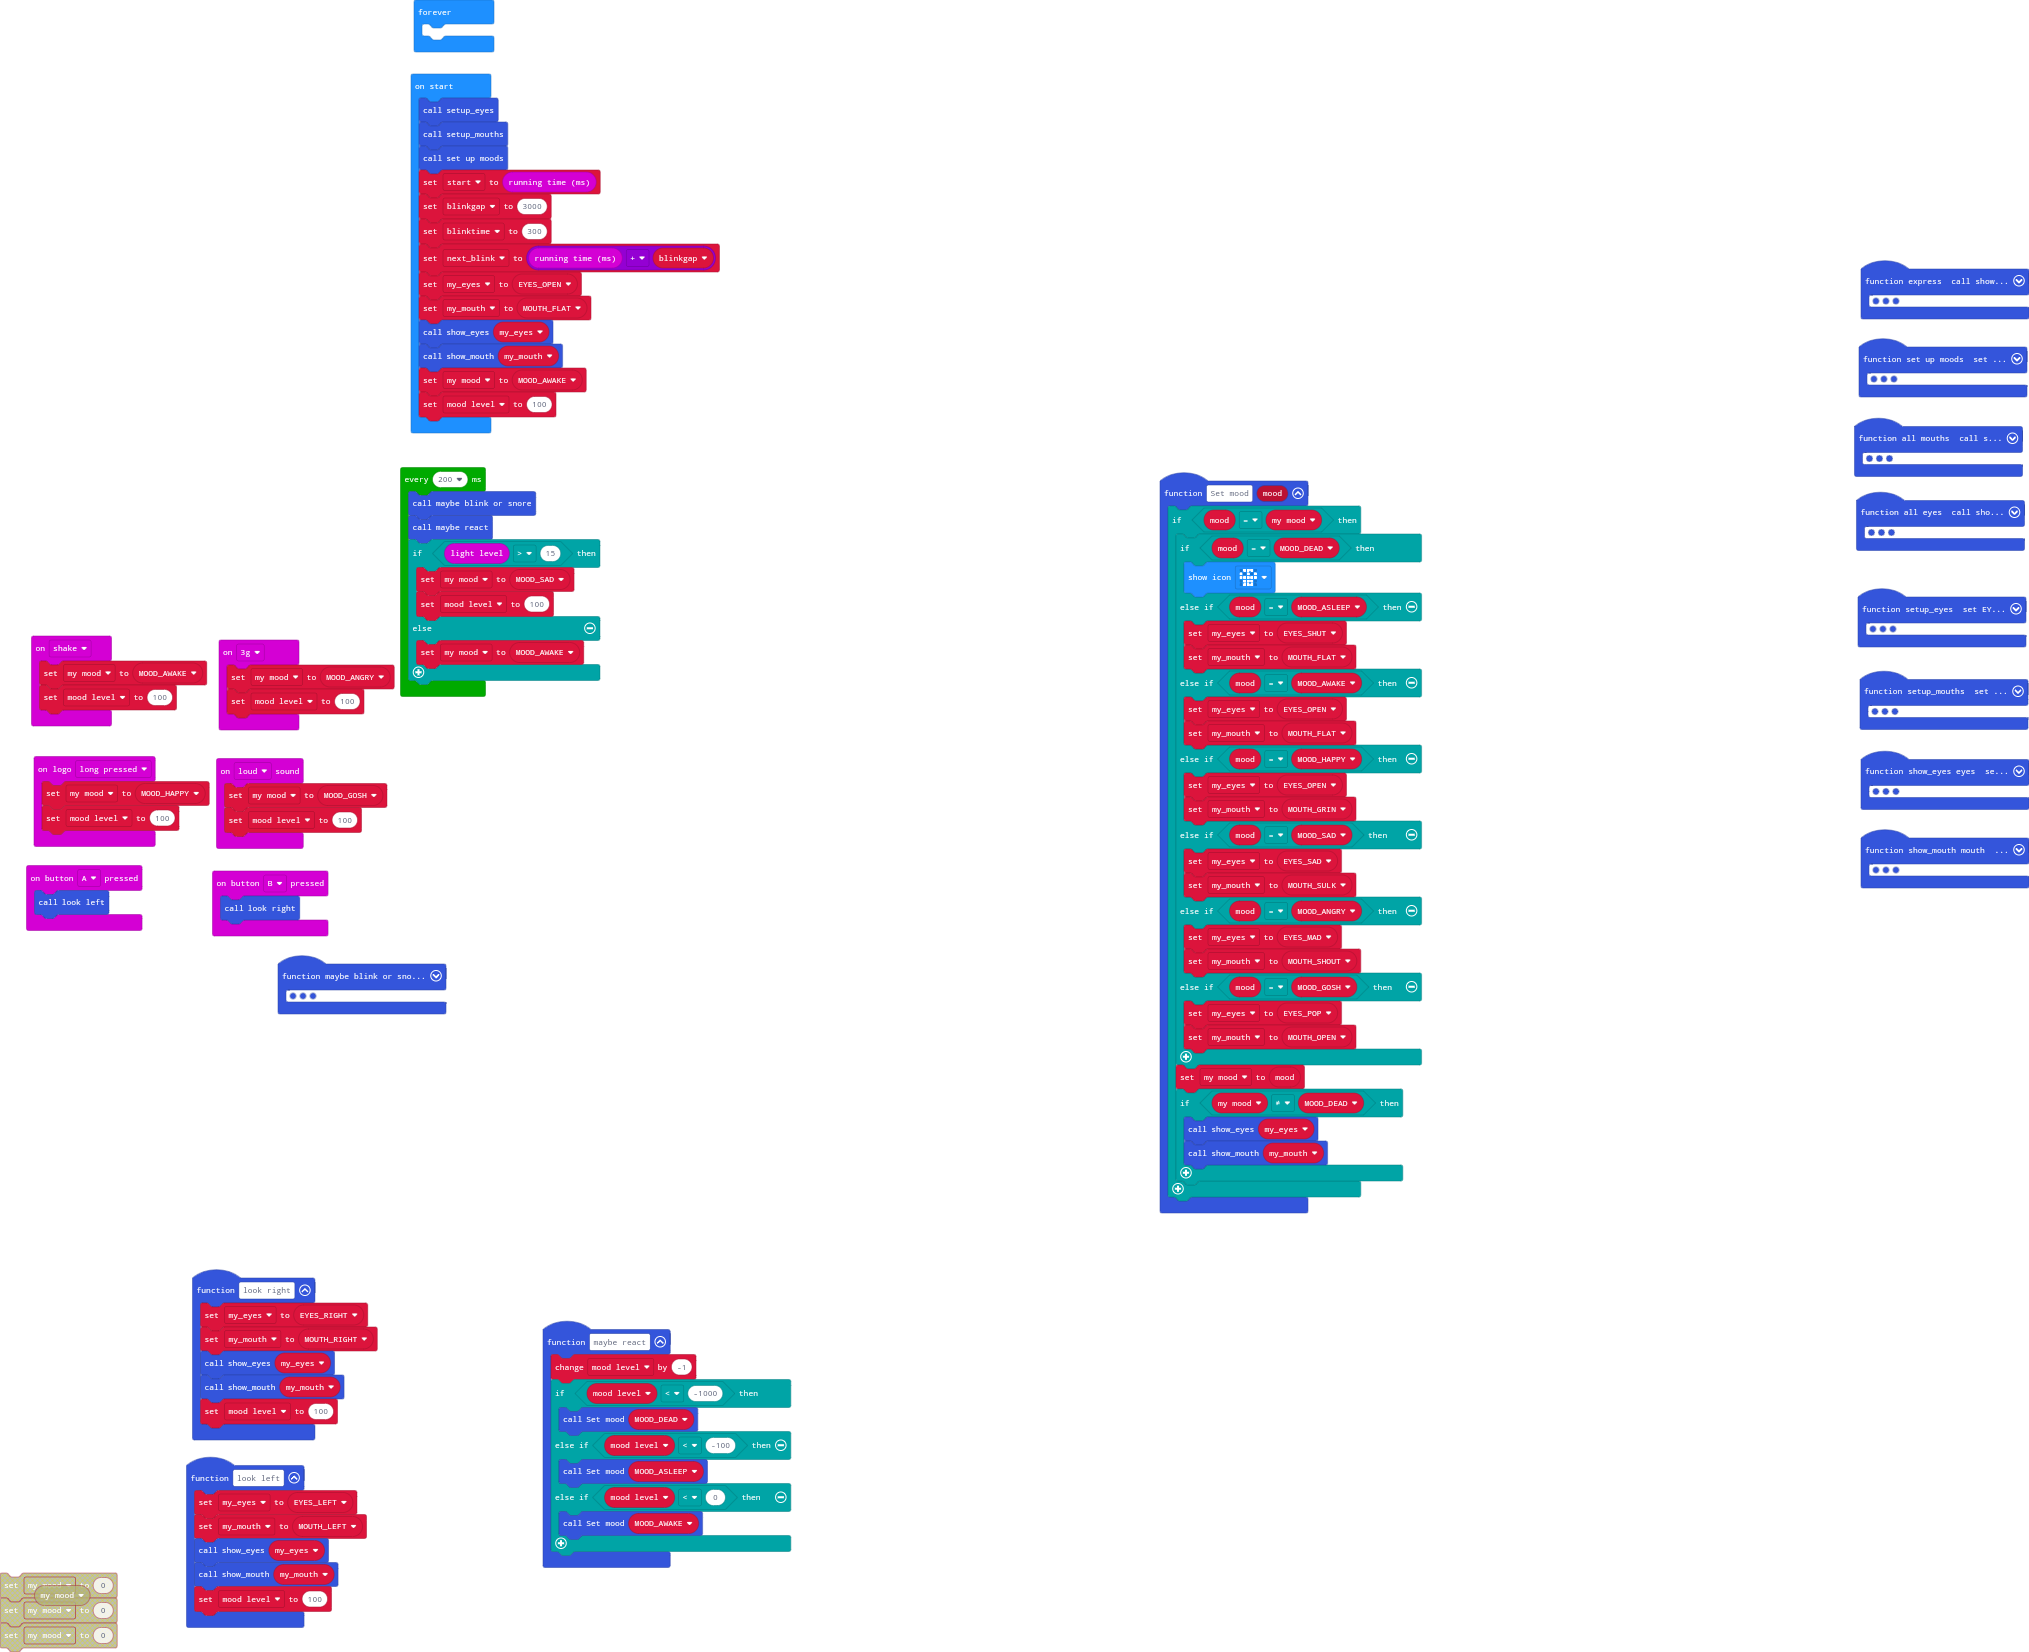 forever
on start
call setup_eyes
call setup_mouths
call set up moods
set start to running time (ms)
set blinkgap to 3000
set blinktime to 300
set next_blink to running time (ms) + blinkgap
set my_eyes to EYES_OPEN
set my_mouth to MOUTH_FLAT
call show_eyes my_eyes
call show_mouth my_mouth
set my mood to MOOD_AWAKE
set mood level to 100
every 200 ms
call maybe blink or snore
call maybe react
if light level > 15 then
set my mood to MOOD_SAD
set mood level to 100
else
set my mood to MOOD_AWAKE
on shake
set my mood to MOOD_AWAKE
set mood level to 100
on 3g
set my mood to MOOD_ANGRY
set mood level to 100
on logo long pressed
set my mood to MOOD_HAPPY
set mood level to 100
on loud sound
set my mood to MOOD_GOSH
set mood level to 100
on button A pressed
call look left
on button B pressed
call look right
function maybe blink or sno...
function Set mood mood
if mood = my mood then
if mood = MOOD_DEAD then
show icon
else if mood = MOOD_ASLEEP then
set my_eyes to EYES_SHUT
set my_mouth to MOUTH_FLAT
else if mood = MOOD_AWAKE then
set my_eyes to EYES_OPEN
set my_mouth to MOUTH_FLAT
else if mood = MOOD_HAPPY then
set my_eyes to EYES_OPEN
set my_mouth to MOUTH_GRIN
else if mood = MOOD_SAD then
set my_eyes to EYES_SAD
set my_mouth to MOUTH_SULK
else if mood = MOOD_ANGRY then
set my_eyes to EYES_MAD
set my_mouth to MOUTH_SHOUT
else if mood = MOOD_GOSH then
set my_eyes to EYES_POP
set my_mouth to MOUTH_OPEN
set my mood to mood
if my mood ≠ MOOD_DEAD then
call show_eyes my_eyes
call show_mouth my_mouth
function express call show...
function set up moods set ...
function all mouths call s...
function all eyes call sho...
function setup_eyes set EY...
function setup_mouths set ...
function show_eyes eyes se...
function show_mouth mouth ...
function look right
set my_eyes to EYES_RIGHT
set my_mouth to MOUTH_RIGHT
call show_eyes my_eyes
call show_mouth my_mouth
set mood level to 100
function look left
set my_eyes to EYES_LEFT
set my_mouth to MOUTH_LEFT
call show_eyes my_eyes
call show_mouth my_mouth
set mood level to 100
function maybe react
change mood level by -1
if mood level < -1000 then
call Set mood MOOD_DEAD
else if mood level < -100 then
call Set mood MOOD_ASLEEP
else if mood level < 0 then
call Set mood MOOD_AWAKE
set my mood to 0
my mood
set my mood to 0
set my mood to 0